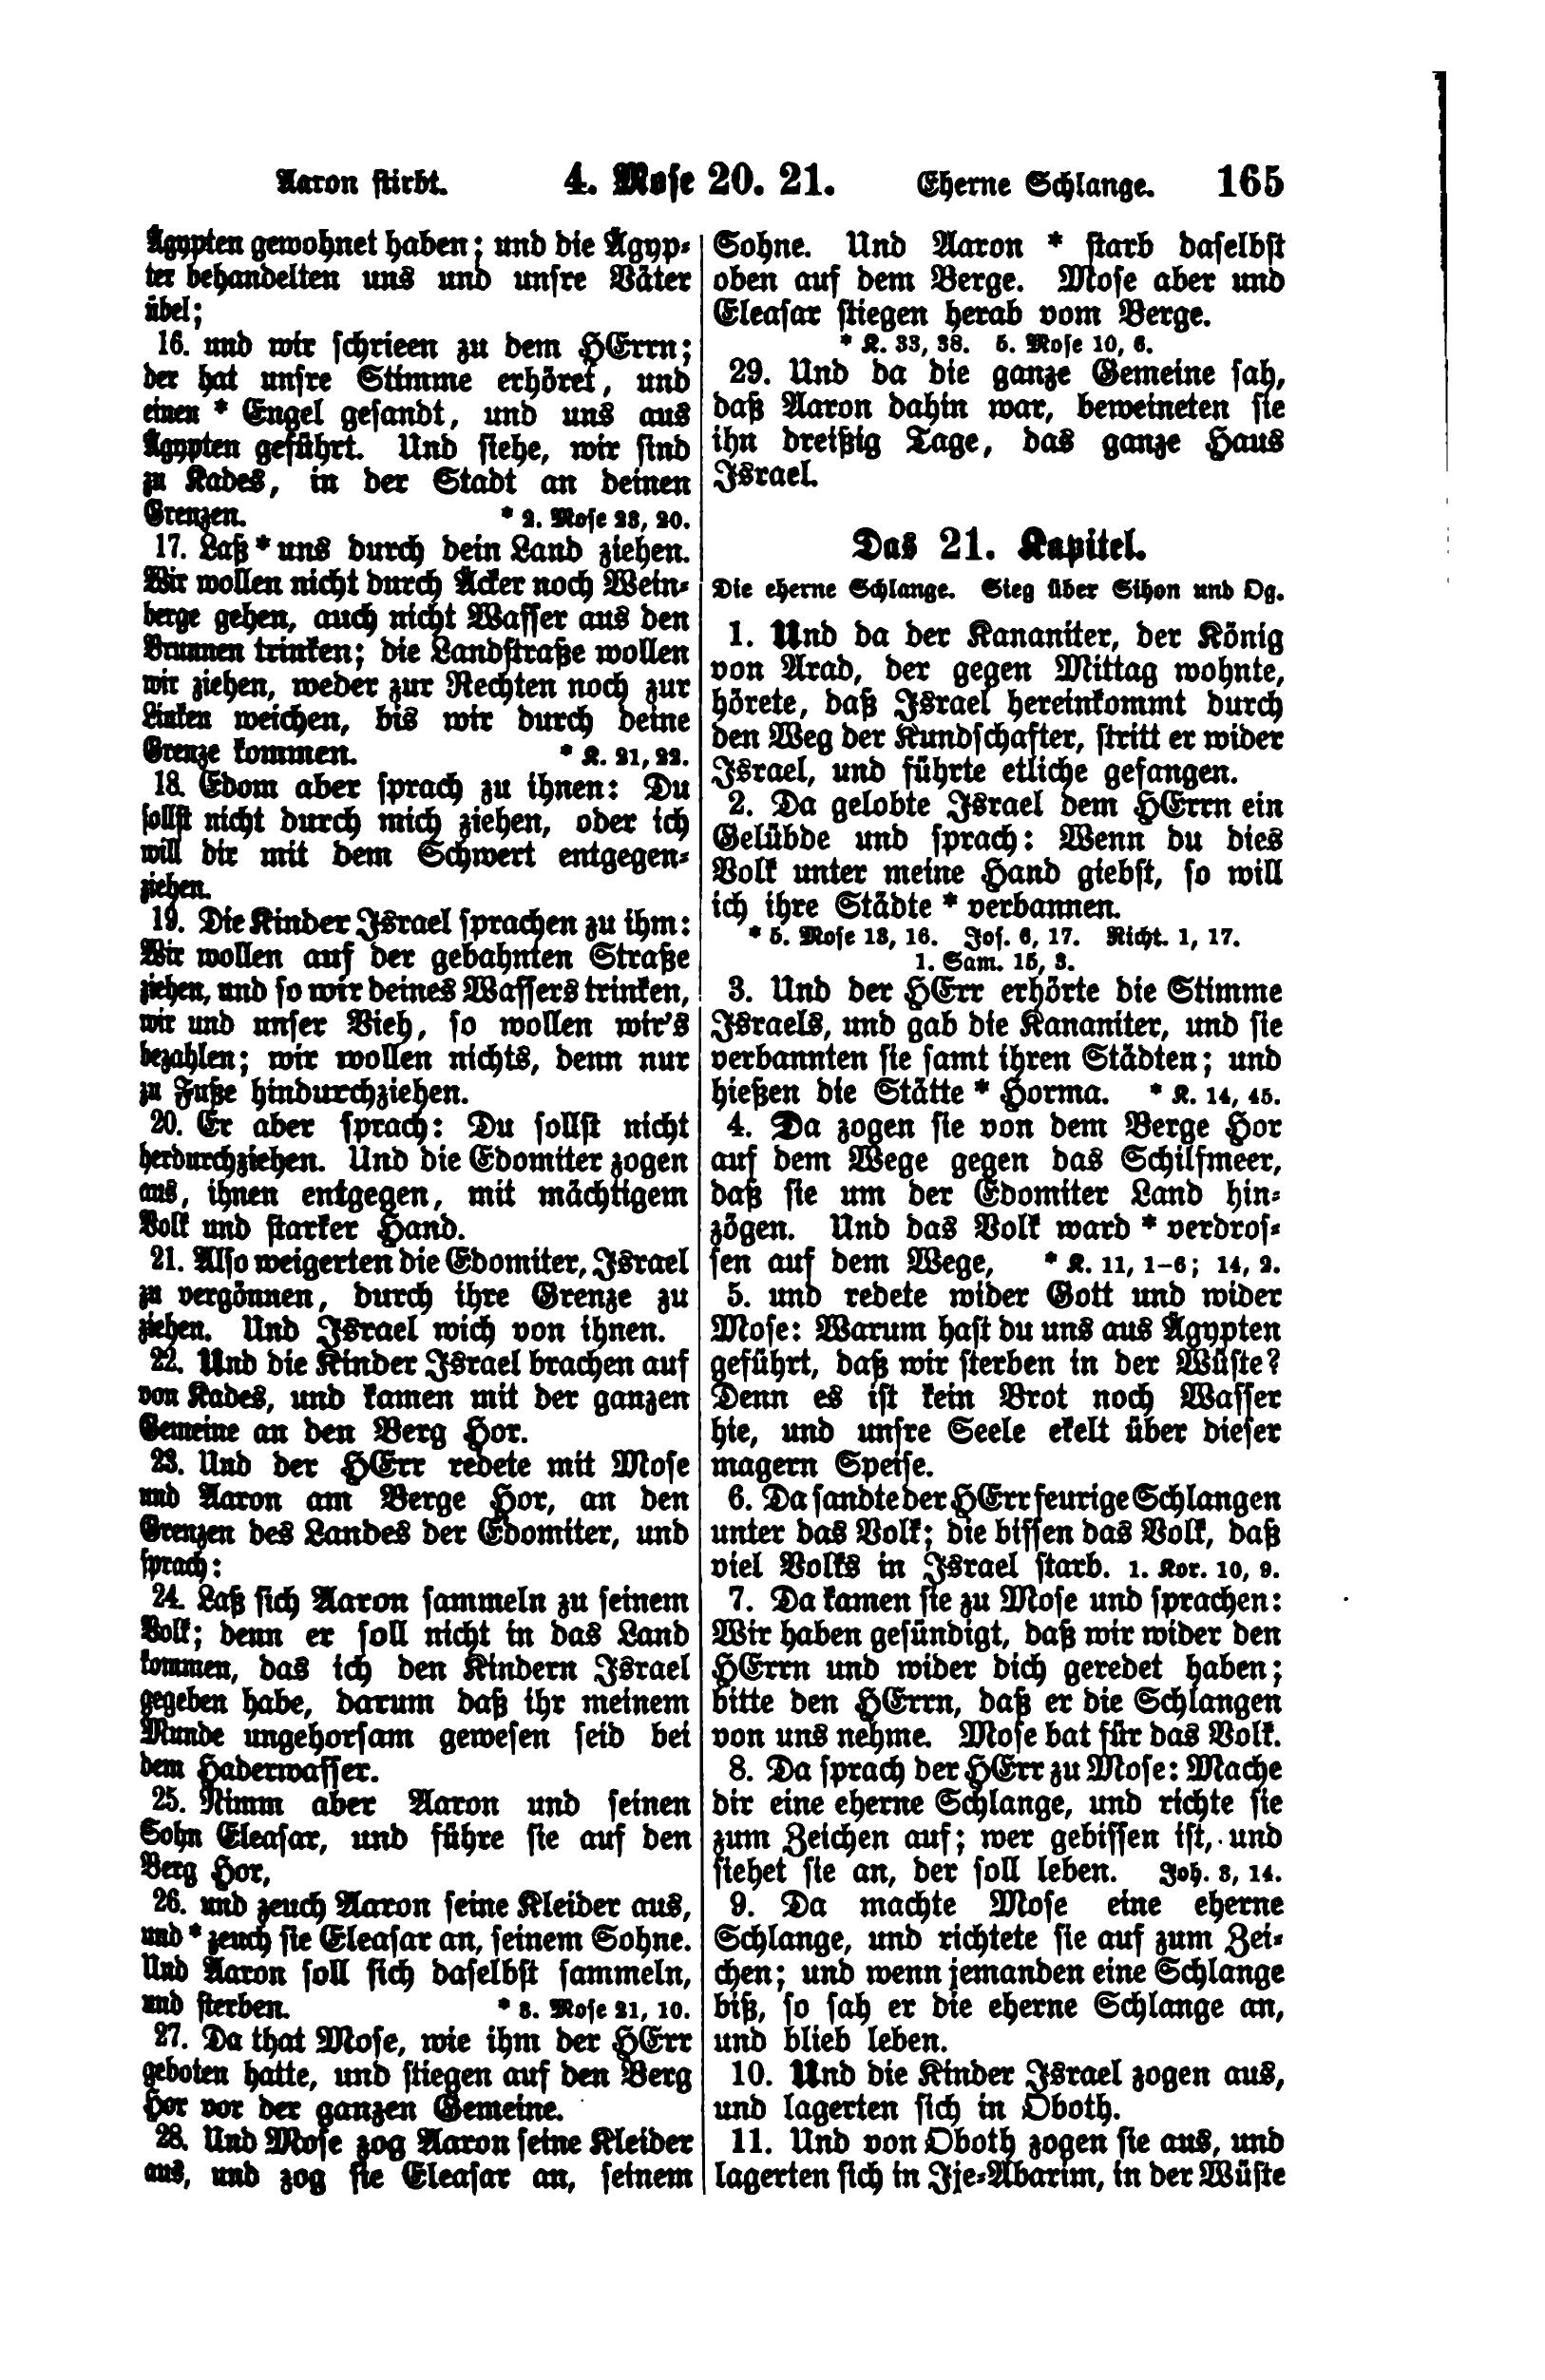 Aaron stirbt. 4. Mose 20. 21. Eherne Schlange. 165
Ägypten gewohnet haben; und die Ägyp-
ter behandelten uns und unsre Väter
übel;
16. und wir schrieen zu dem HErrn;
der hat unsre Stimme erhöret, und
einen * Engel gesandt, und uns aus
Ägypten geführt. Und siehe, wir sind
zu Kades, in der Stadt an deinen
Grenzen. * 2. Mose 23, 20.
17. Laß * uns durch dein Land ziehen.
Wir wollen nicht durch Äcker noch Wein-
berge gehen, auch nicht Wasser aus den
Brunnen trinken; die Landstraße wollen
wir ziehen, weder zur Rechten noch zur
Linken weichen, bis wir durch deine
Grenze kommen. * K. 21, 22.
18. Edom aber sprach zu ihnen: Du
sollst nicht durch mich ziehen, oder ich
will dir mit dem Schwert entgegen-
ziehen.
19. Die Kinder Israel sprachen zu ihm:
Wir wollen auf der gebahnten Straße
ziehen, und so wir deines Wassers trinken,
wir und unser Vieh, so wollen wir's
bezahlen; wir wollen nichts, denn nur
zu Fuße hindurchziehen.
20. Er aber sprach: Du sollst nicht
herdurchziehen. Und die Edomiter zogen
aus, ihnen entgegen, mit mächtigem
Volk und starker Hand.
21. Also weigerten die Edomiter, Israel
zu vergönnen, durch ihre Grenze zu
ziehen. Und Israel wich von ihnen.
22. Und die Kinder Israel brachen auf
von Kades, und kamen mit der ganzen
Gemeine an den Berg Hor.
23. Und der HErr redete mit Mose
und Aaron am Berge Hor, an den
Grenzen des Landes der Edomiter, und
sprach:
24. Laß sich Aaron sammeln zu seinem
Volk; denn er soll nicht in das Land
kommen, das ich den Kindern Israel
gegeben habe, darum daß ihr meinem
Munde ungehorsam gewesen seid bei
dem Haderwasser.
25. Nimm aber Aaron und seinen
Sohn Eleasar, und führe sie auf den
Berg Hor,
26. und zeuch Aaron seine Kleider aus,
und * zeuch sie Eleasar an, seinem Sohne.
Und Aaron soll sich daselbst sammeln,
und sterben. * 3. Mose 21, 10.
27. Da that Mose, wie ihm der HErr
geboten hatte, und stiegen auf den Berg
Hor vor der ganzen Gemeine.
28. Und Mose zog Aaron seine Kleider
aus, und zog sie Eleasar an, seinem
Sohne. Und Aaron * starb daselbst
oben auf dem Berge. Mose aber und
Eleasar stiegen herab vom Berge.
* K. 33, 38. 5. Mose 10, 6.
29. Und da die ganze Gemeine sah,
daß Aaron dahin war, beweineten sie
ihn dreißig Tage, das ganze Haus
Israel.
Das 21. Kapitel.
Die eherne Schlange. Sieg über Sihon und Og.
1. Und da der Kananiter, der König
von Arad, der gegen Mittag wohnte,
hörete, daß Israel hereinkommt durch
den Weg der Kundschafter, stritt er wider
Israel, und führte etliche gefangen.
2. Da gelobte Israel dem HErrn ein
Gelübde und sprach: Wenn du dies
Volk unter meine Hand giebst, so will
ich ihre Städte * verbannen.
* 5. Mose 13, 16. Jos. 6, 17. Richt. 1, 17.
1. Sam. 15, 3.
3. Und der HErr erhörte die Stimme
Israels, und gab die Kananiter, und sie
verbannten sie samt ihren Städten; und
hießen die Stätte * Horma. * K. 14, 45.
4. Da zogen sie von dem Berge Hor
auf dem Wege gegen das Schilfmeer,
daß sie um der Edomiter Land hin-
zögen. Und das Volk ward * verdros-
sen auf dem Wege, * K. 11, 1-6; 14, 2.
5. und redete wider Gott und wider
Mose: Warum hast du uns aus Ägypten
geführt, daß wir sterben in der Wüste?
Denn es ist kein Brot noch Wasser
hie, und unsre Seele ekelt über dieser
magern Speise.
6. Da sandte der HErr feurige Schlangen
unter das Volk; die bissen das Volk, daß
viel Volks in Israel starb. 1. Kor. 10, 9.
7. Da kamen sie zu Mose und sprachen:
Wir haben gesündigt, daß wir wider den
HErrn und wider dich geredet haben;
bitte den HErrn, daß er die Schlangen
von uns nehme. Mose bat für das Volk.
8. Da sprach der HErr zu Mose: Mache
dir eine eherne Schlange, und richte sie
zum Zeichen auf; wer gebissen ist, und
siehet sie an, der soll leben. Joh. 3, 14.
9. Da machte Mose eine eherne
Schlange, und richtete sie auf zum Zei-
chen; und wenn jemanden eine Schlange
biß, so sah er die eherne Schlange an,
und blieb leben.
10. Und die Kinder Israel zogen aus,
und lagerten sich in Oboth.
11. Und von Oboth zogen sie aus, und
lagerten sich in Ije-Abarim, in der Wüste